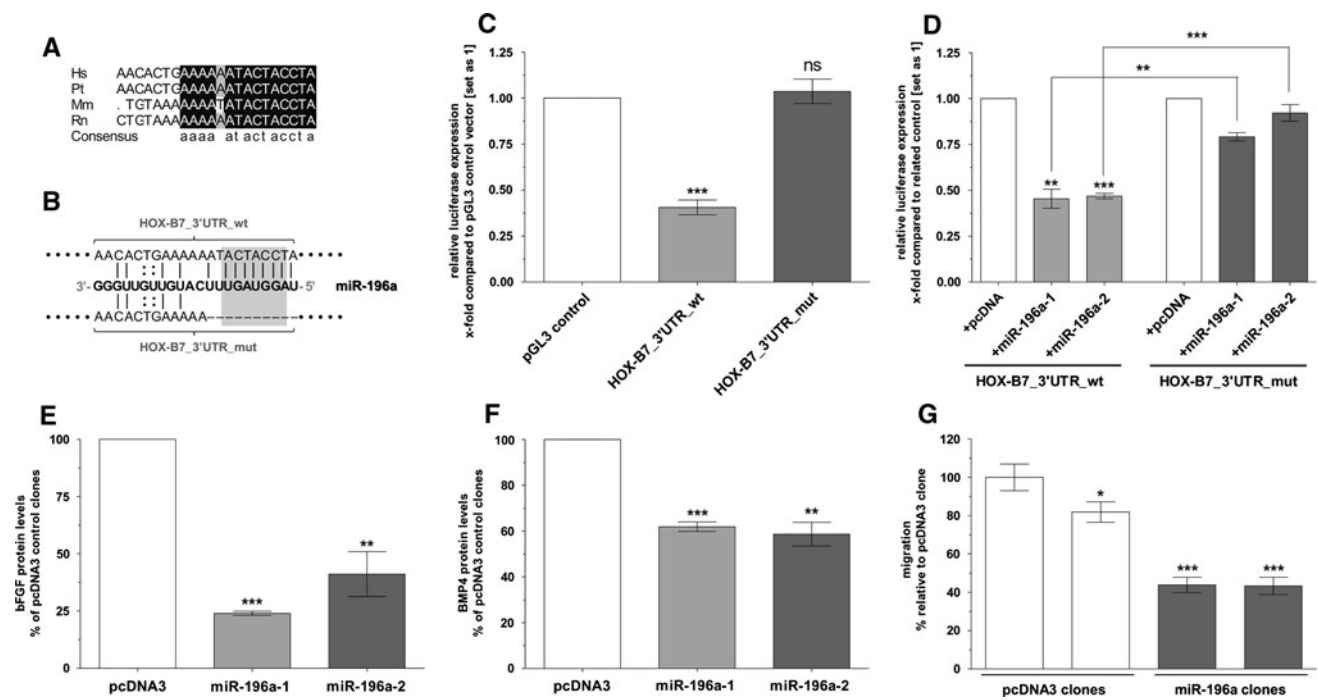 A
Hs AACACTGAAAAAATACTACCTA
Pt AACACTGAAAAAATACTACCTA
Mm . TGTAAAAAAATACTACCTA
Rn CTGTAAAAAAAATACTACCTA
Consensus aaaa at act accta
B
HOX-B7_3'UTR_wt
AACACTGAAAAAATACTACCTA
3'- GGGUUGUUGUACUUUGAUGGAU - 5' miR-196a
AACACTGAAAAA
HOX-B7_3'UTR_mut
C
relative luciferase expression
x-fold compared to pGL3 control vector [set as 1]
1.25
1.00
0.75
0.50
0.25
0.00
***
ns
pGL3 control
HOX-B7_3'UTR_wt
HOX-B7_3'UTR_mut
D
relative luciferase expression
x-fold compared to related control [set as 1]
1.25
1.00
0.75
0.50
0.25
0.00
***
**
**
***
+pcDNA
+miR-196a-1
+miR-196a-2
+pcDNA
+miR-196a-1
+miR-196a-2
HOX-B7_3'UTR_wt
HOX-B7_3'UTR_mut
E
bFGF protein levels
% of pcDNA3 control clones
100
75
50
25
0
***
**
pcDNA3
miR-196a-1
miR-196a-2
F
BMP4 protein levels
% of pcDNA3 control clones
100
80
60
40
20
0
***
**
pcDNA3
miR-196a-1
miR-196a-2
G
migration
% relative to pcDNA3 clone
120
100
80
60
40
20
0
*
***
***
pcDNA3 clones
miR-196a clones